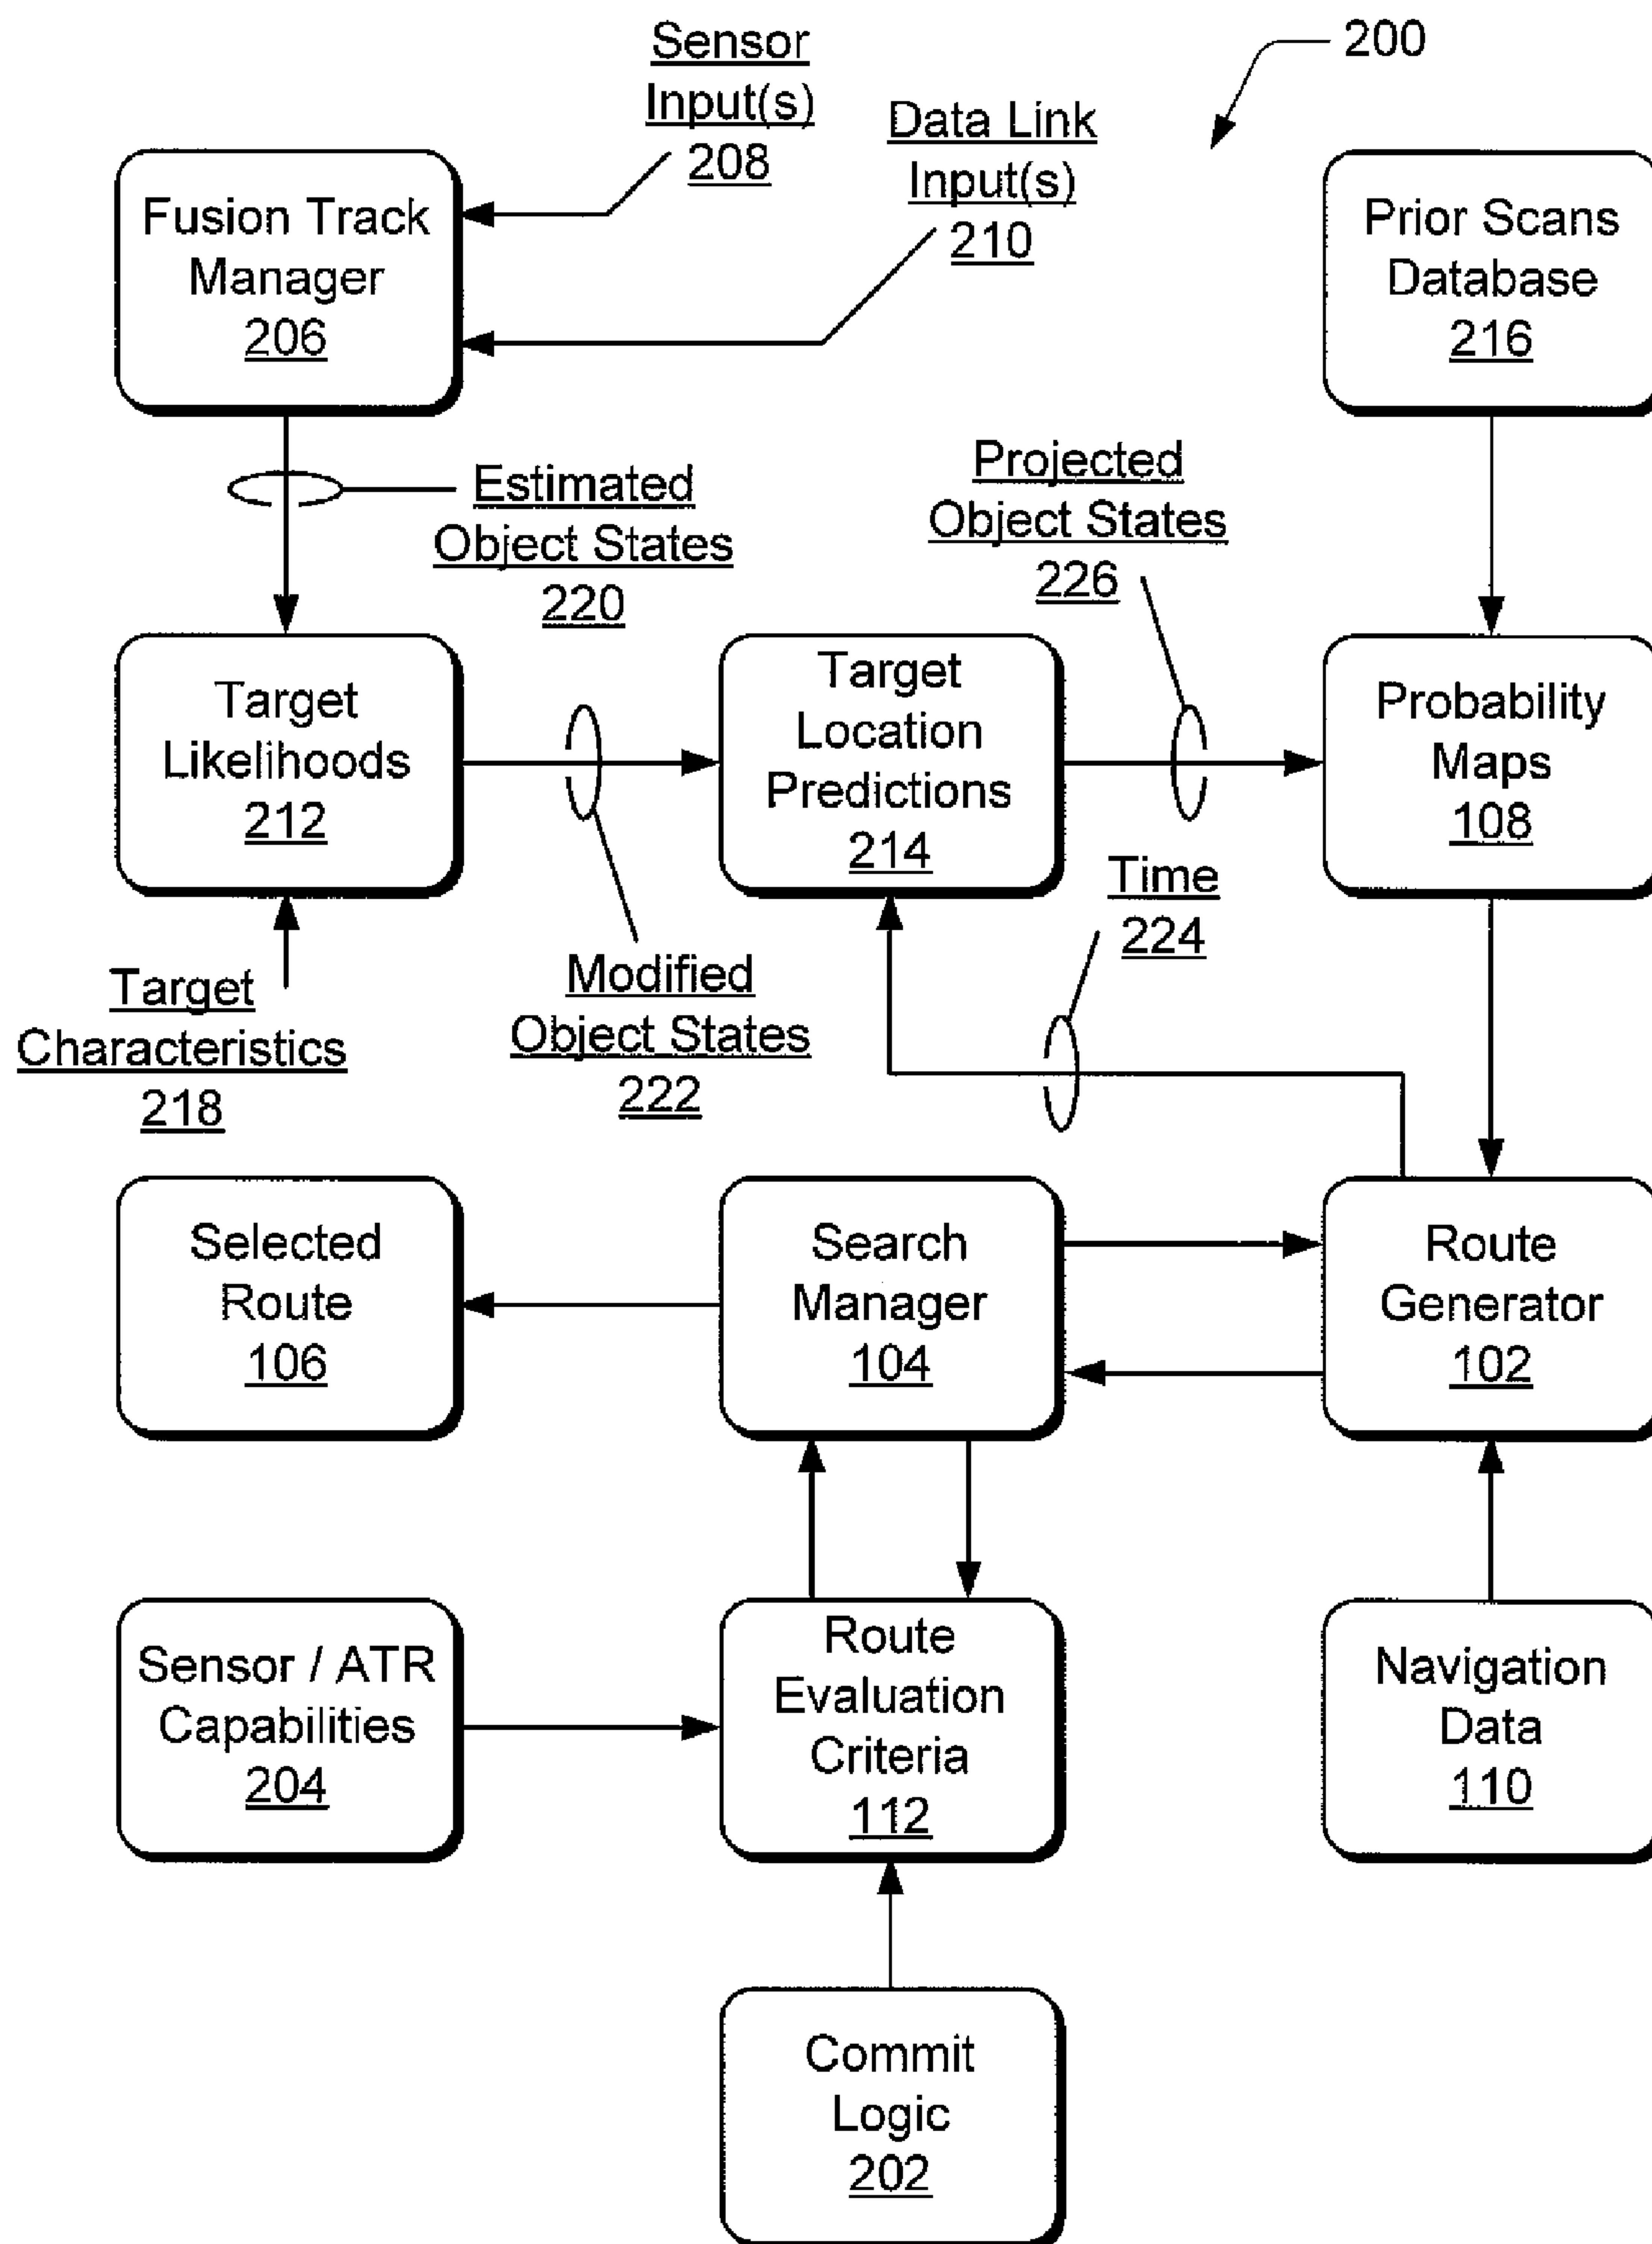 200
Sensor
Input(s)
208
Data Link
Input(s)
210
Fusion Track
Manager
206
Prior Scans
Database
216
Estimated
Object States
220
Projected
Object States
226
Target
Likelihoods
212
Target
Location
Predictions
214
Probability
Maps
108
Time
224
Target
Characteristics
218
Modified
Object States
222
Selected
Route
106
Search
Manager
104
Route
Generator
102
Sensor / ATR
Capabilities
204
Route
Evaluation
Criteria
112
Navigation
Data
110
Commit
Logic
202